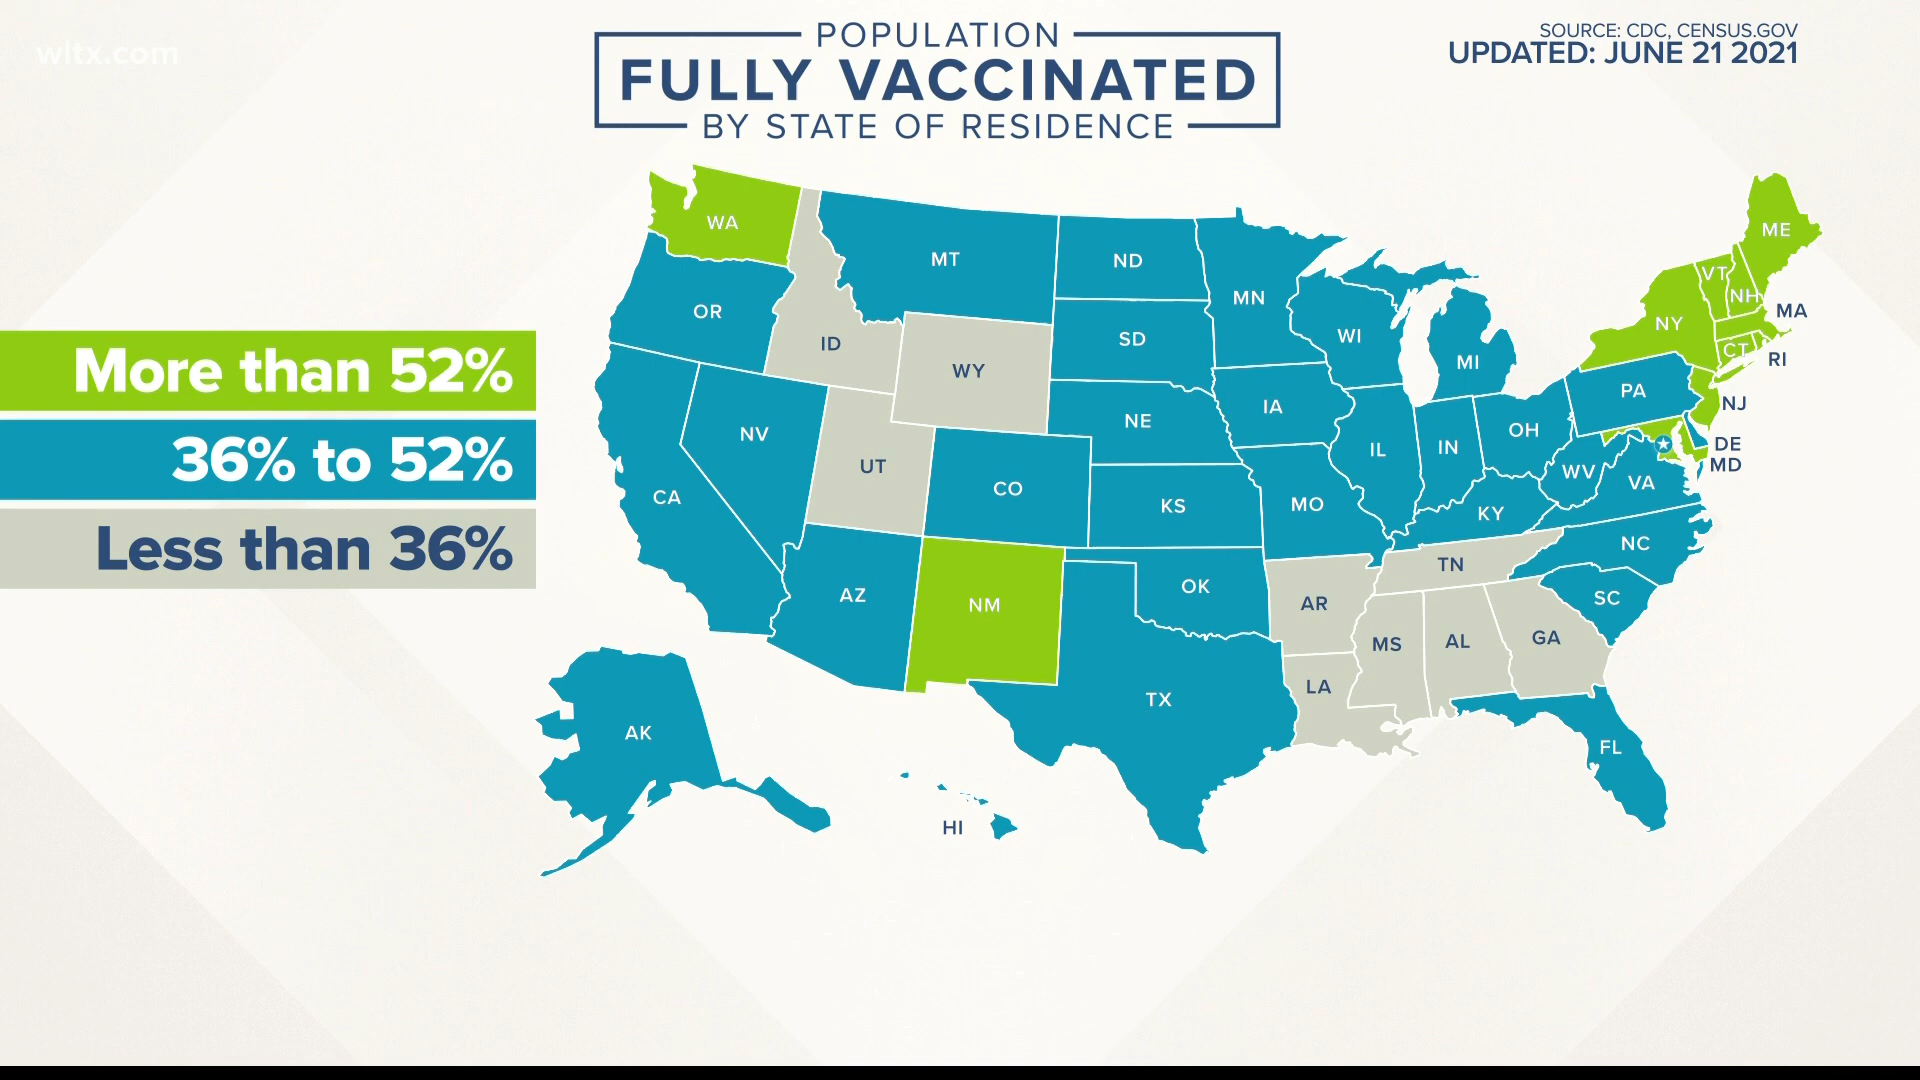 wltx.com
POPULATION
FULLY VACCINATED
BY STATE OF RESIDENCE
SOURCE: CDC, CENSUS.GOV
UPDATED: JUNE 21 2021
More than 52%
36% to 52%
Less than 36%
WA
OR
CA
NV
ID
MT
WY
UT
AZ
CO
NM
ND
SD
NE
KS
OK
TX
MN
IA
MO
AR
LA
WI
IL
MI
IN
OH
KY
TN
MS
AL
GA
FL
SC
NC
VA
WV
PA
NY
VT
NH
ME
MA
CT
RI
NJ
DE
MD
AK
HI